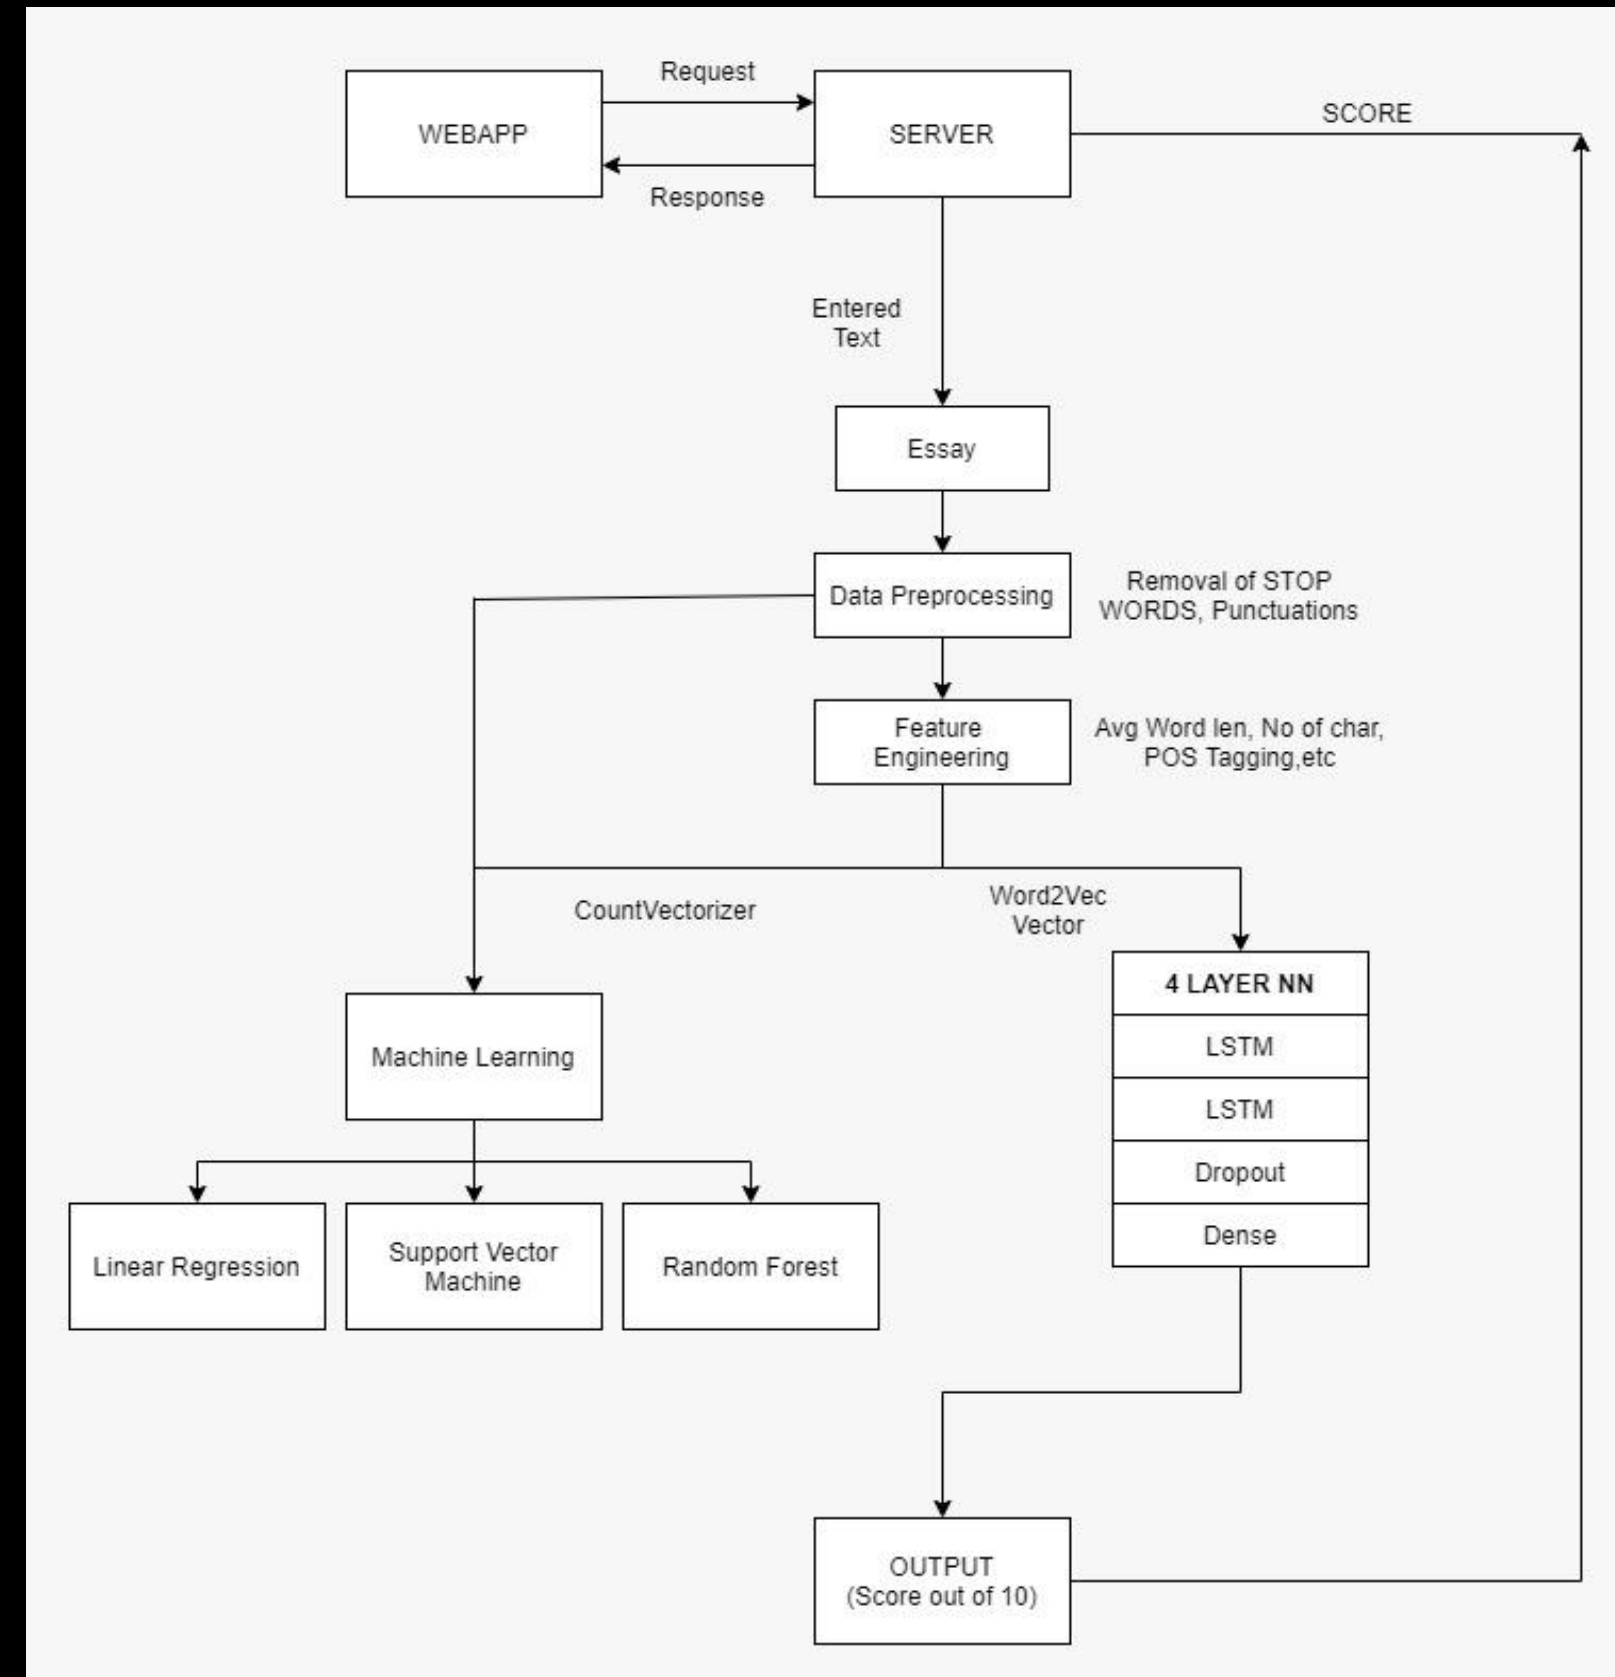 Request
WEBAPP
SERVER
SCORE
Response
Entered
Text
Essay
Data Preprocessing
Removal of STOP
WORDS, Punctuations
Feature
Engineering
Avg Word len, No of char,
POS Tagging,etc
CountVectorizer
Word2Vec
Vector
4 LAYER NN
LSTM
LSTM
Dropout
Dense
Machine Learning
Linear Regression
Support Vector
Machine
Random Forest
OUTPUT
(Score out of 10)